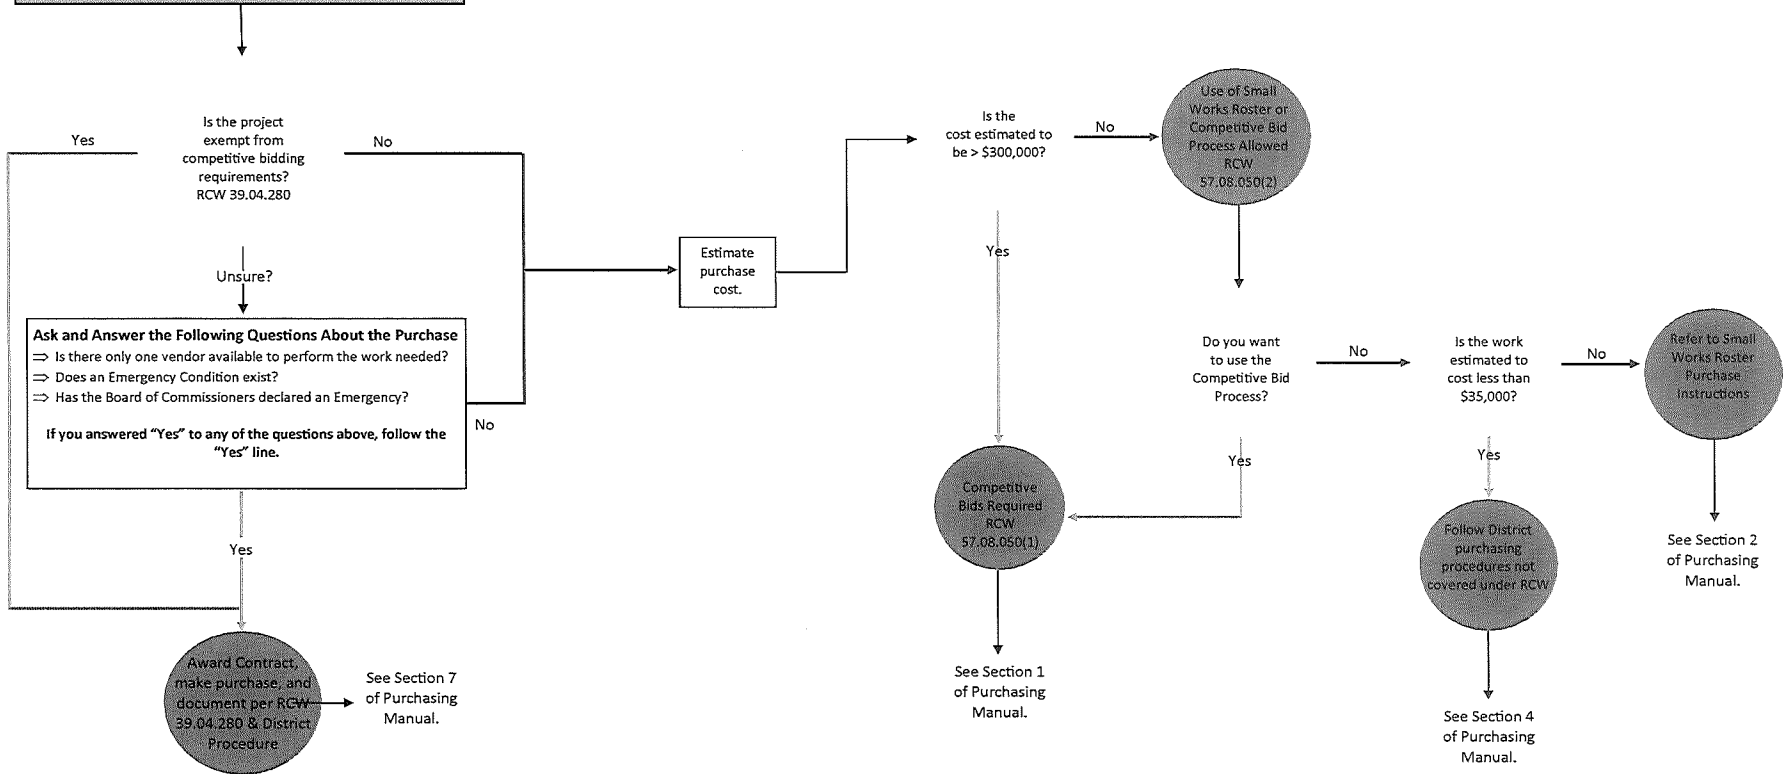 Is the project
exempt from
competitive bidding
requirements?
RCW 39.04.280
Yes
No
Unsure?
Ask and Answer the Following Questions About the Purchase
⇒ Is there only one vendor available to perform the work needed?
⇒ Does an Emergency Condition exist?
⇒ Has the Board of Commissioners declared an Emergency?
If you answered “Yes” to any of the questions above, follow the
“Yes” line.
No
Yes
Award Contract,
make purchase, and
document per RCW
39.04.280 & District
Procedure
See Section 7
of Purchasing
Manual.
Estimate
purchase
cost.
Is the
cost estimated to
be > $300,000?
No
Yes
Use of Small
Works Roster or
Competitive Bid
Process Allowed
RCW
57.08.050(2)
Competitive
Bids Required
RCW
57.08.050(1)
See Section 1
of Purchasing
Manual.
Do you want
to use the
Competitive Bid
Process?
No
Yes
Is the work
estimated to
cost less than
$35,000?
No
Yes
Follow District
purchasing
procedures not
covered under RCW
See Section 4
of Purchasing
Manual.
Refer to Small
Works Roster
Purchase
Instructions
See Section 2
of Purchasing
Manual.